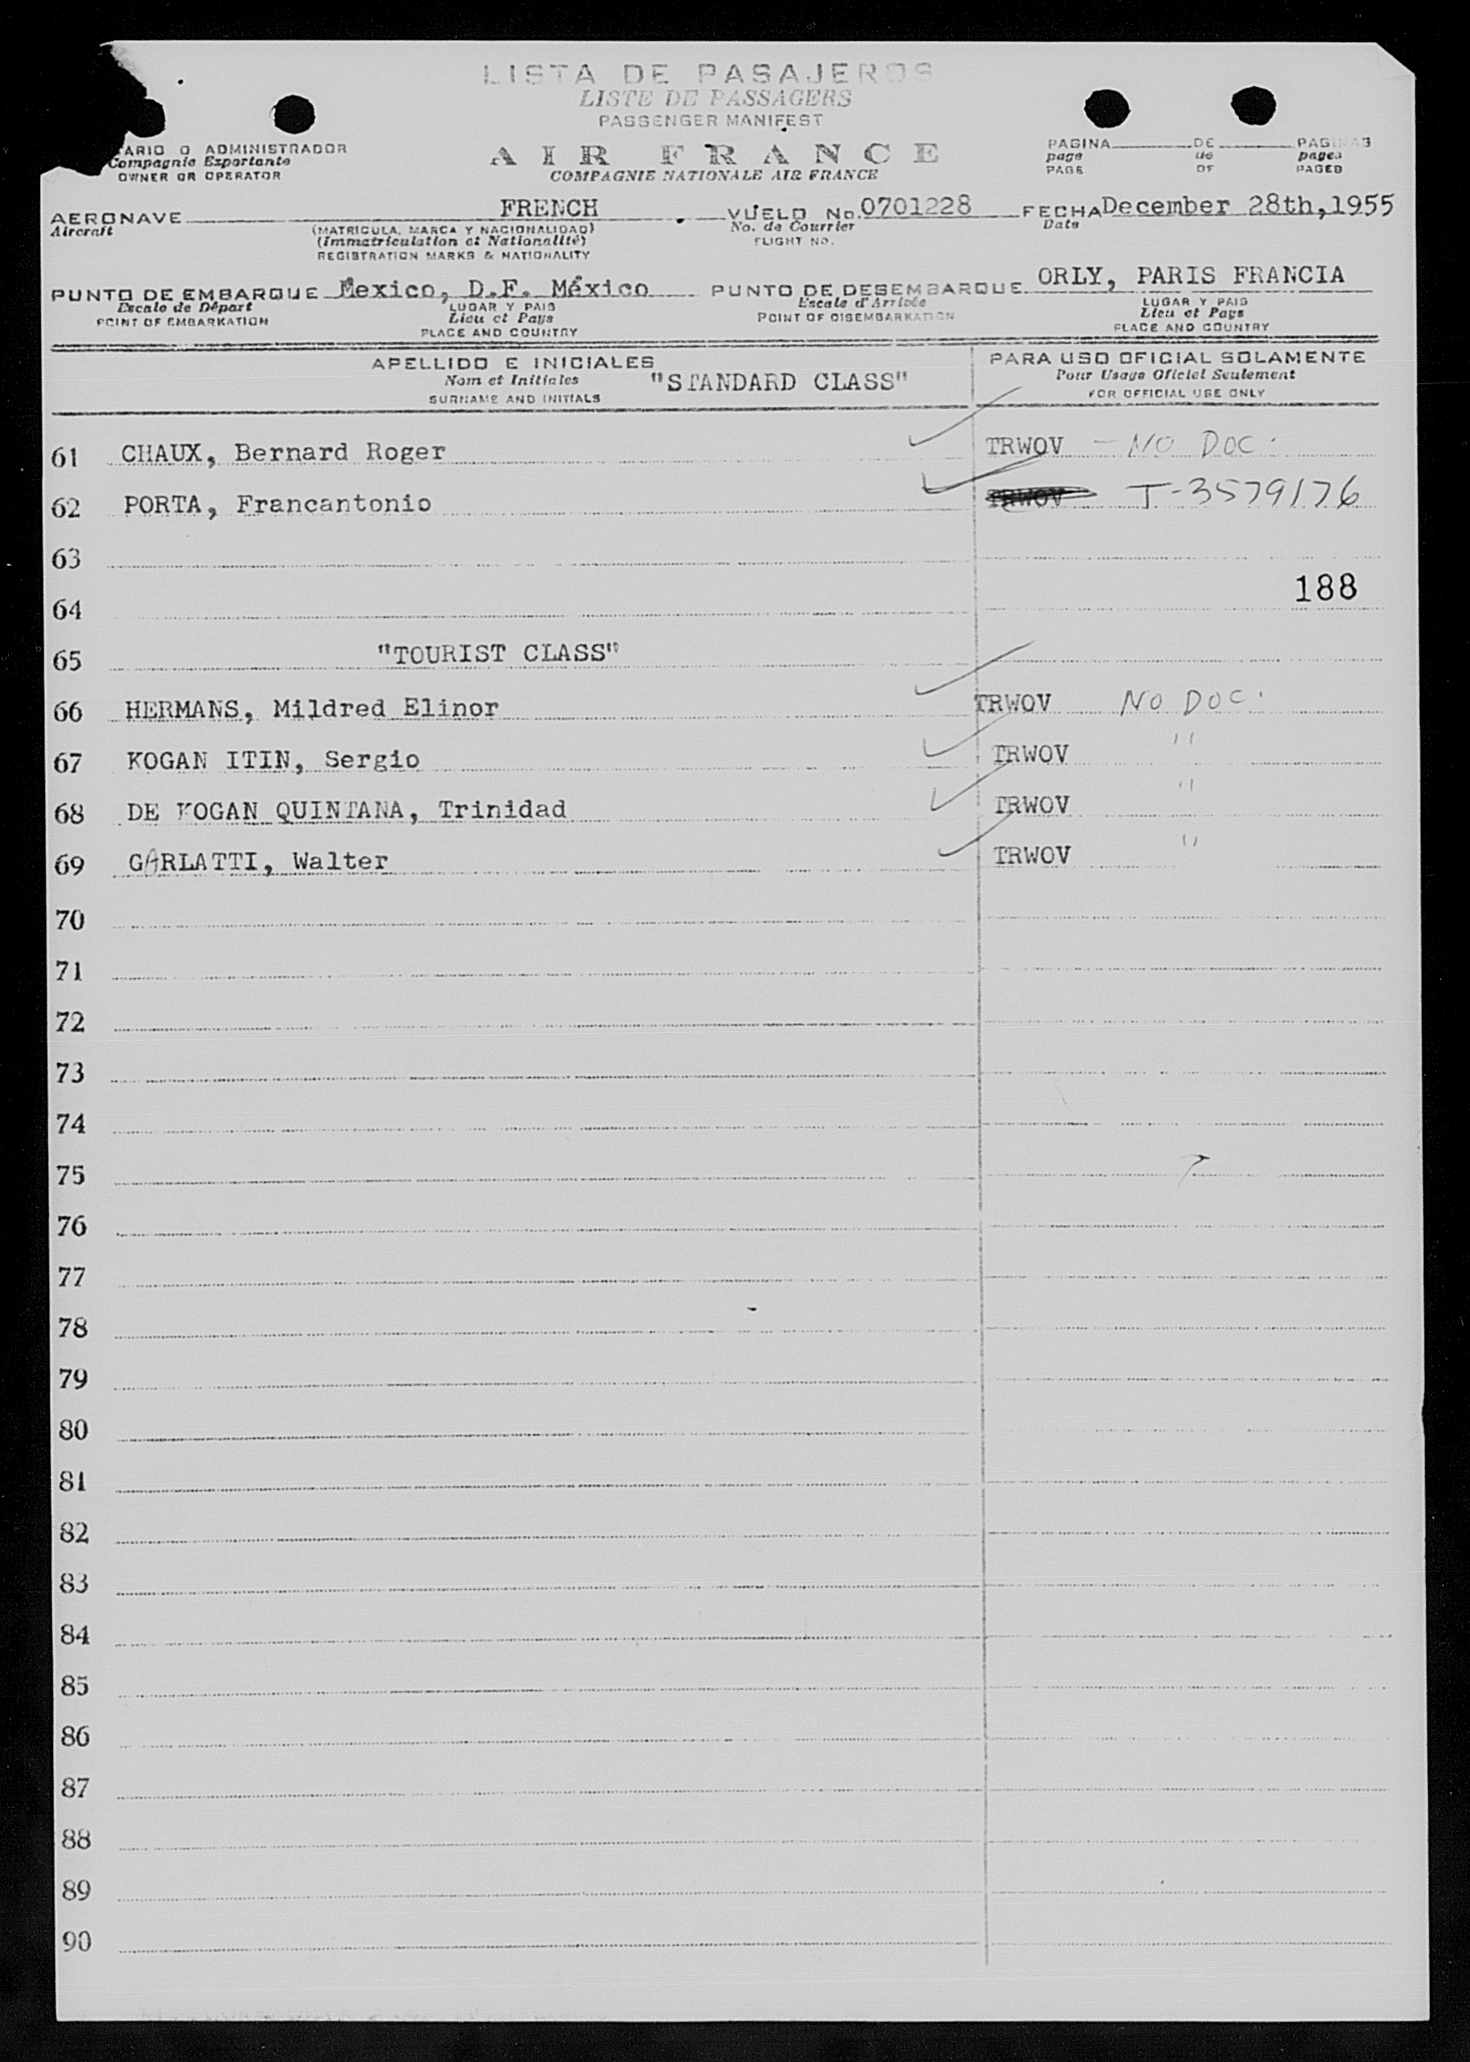 LISTA DE PASAJEROS
LISTE DE PASSAGERS
PASSENGER MANIFEST
TARIO O ADMINISTRADOR
Compagnie Exportante
OWNER OR OPERATOR
AIR FRANCE
COMPAGNIE NATIONALE AIR FRANCE
PAGINA DE PAGINAS
page de pages
PAGE OF PAGES
AERONAVE FRENCH VUELO No. 0701228 FECHA December 28th, 1955
Aircraft (MATRICULA, MARCA Y NACIONALIDAD) No. de Courrier Date
(Immatriculation et Nationalité) FLIGHT NO.
REGISTRATION MARKS & NATIONALITY
PUNTO DE EMBARQUE Mexico, D.F. México PUNTO DE DESEMBARQUE ORLY, PARIS FRANCIA
Escale de Départ LUGAR Y PAIS Escale d'Arrivée LUGAR Y PAIS
POINT OF EMBARKATION Lieu et Pays POINT OF DISEMBARKATION Lieu et Pays
PLACE AND COUNTRY PLACE AND COUNTRY
APELLIDO E INICIALES PARA USO OFICIAL SOLAMENTE
Nom et Initiales "STANDARD CLASS" Pour Usage Oficiel Seulement
SURNAME AND INITIALS FOR OFFICIAL USE ONLY
61 CHAUX, Bernard Roger TRWOV - NO DOC.
62 PORTA, Francantonio TRWOV T-3579176
63
64 188
65 "TOURIST CLASS"
66 HERMANS, Mildred Elinor TRWOV NO DOC.
67 KOGAN ITIN, Sergio TRWOV "
68 DE KOGAN QUINTANA, Trinidad TRWOV "
69 GARLATTI, Walter TRWOV "
70
71
72
73
74
75
76
77
78
79
80
81
82
83
84
85
86
87
88
89
90